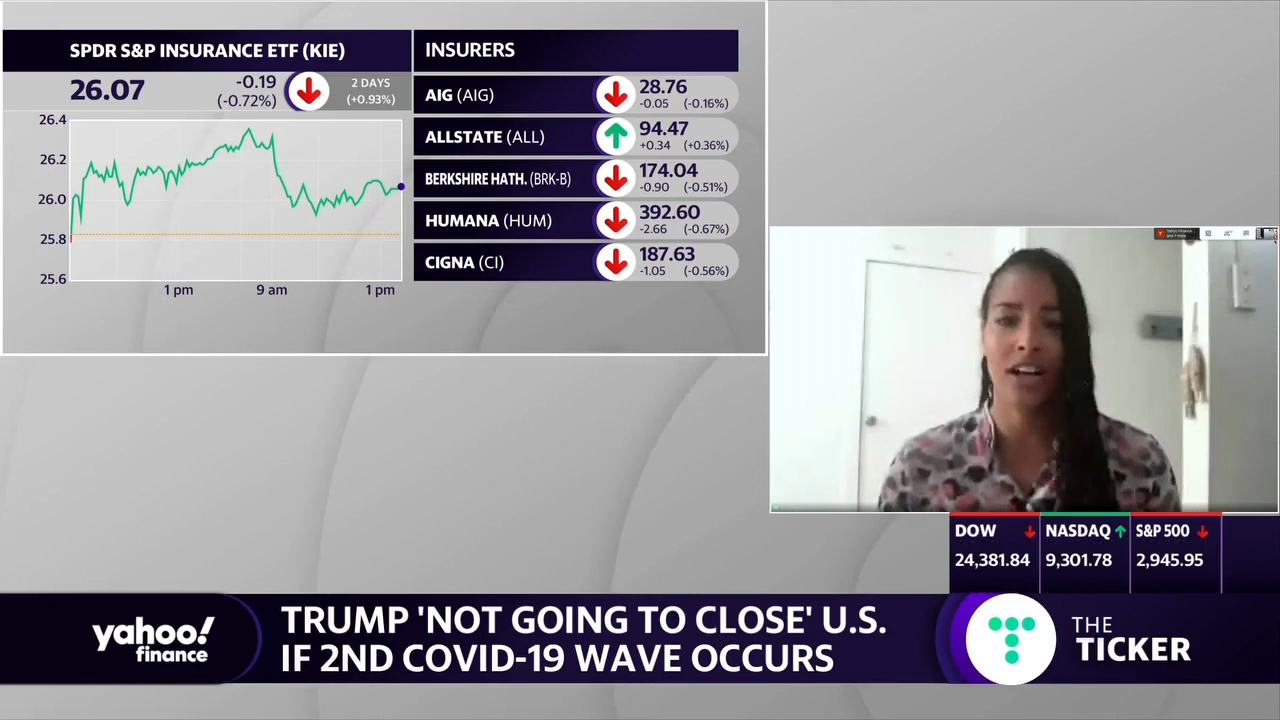 SPDR S&P INSURANCE ETF (KIE)
26.07
-0.19
(-0.72%)
2 DAYS
(+0.93%)
26.4
26.2
26.0
25.8
25.6
1 pm
9 am
1 pm
INSURERS
AIG (AIG)
28.76
-0.05 (-0.16%)
ALLSTATE (ALL)
94.47
+0.34 (+0.36%)
BERKSHIRE HATH. (BRK-B)
174.04
-0.90 (-0.51%)
HUMANA (HUM)
392.60
-2.66 (-0.67%)
CIGNA (CI)
187.63
-1.05 (-0.56%)
DOW
24,381.84
NASDAQ
9,301.78
S&P 500
2,945.95
yahoo!
finance
TRUMP 'NOT GOING TO CLOSE' U.S.
IF 2ND COVID-19 WAVE OCCURS
THE
TICKER